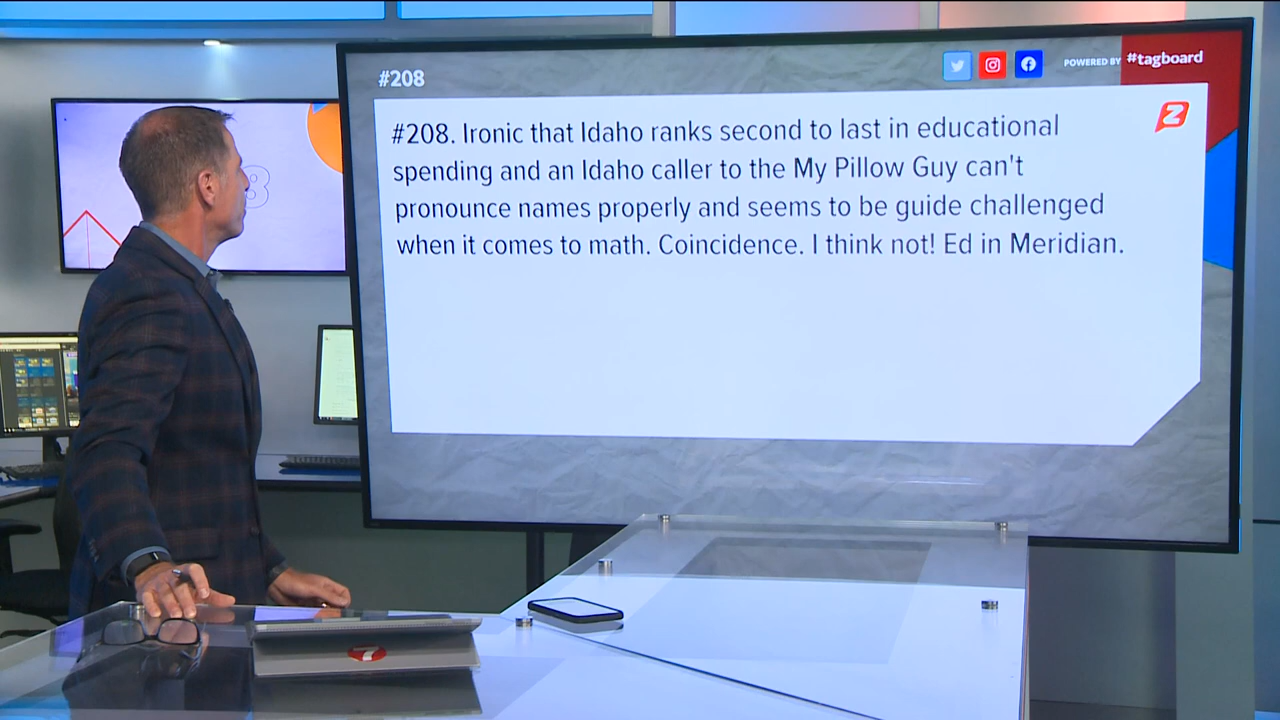 #208
POWERED BY #tagboard
#208. Ironic that Idaho ranks second to last in educational
spending and an Idaho caller to the My Pillow Guy can't
pronounce names properly and seems to be guide challenged
when it comes to math. Coincidence. I think not! Ed in Meridian.
8
7